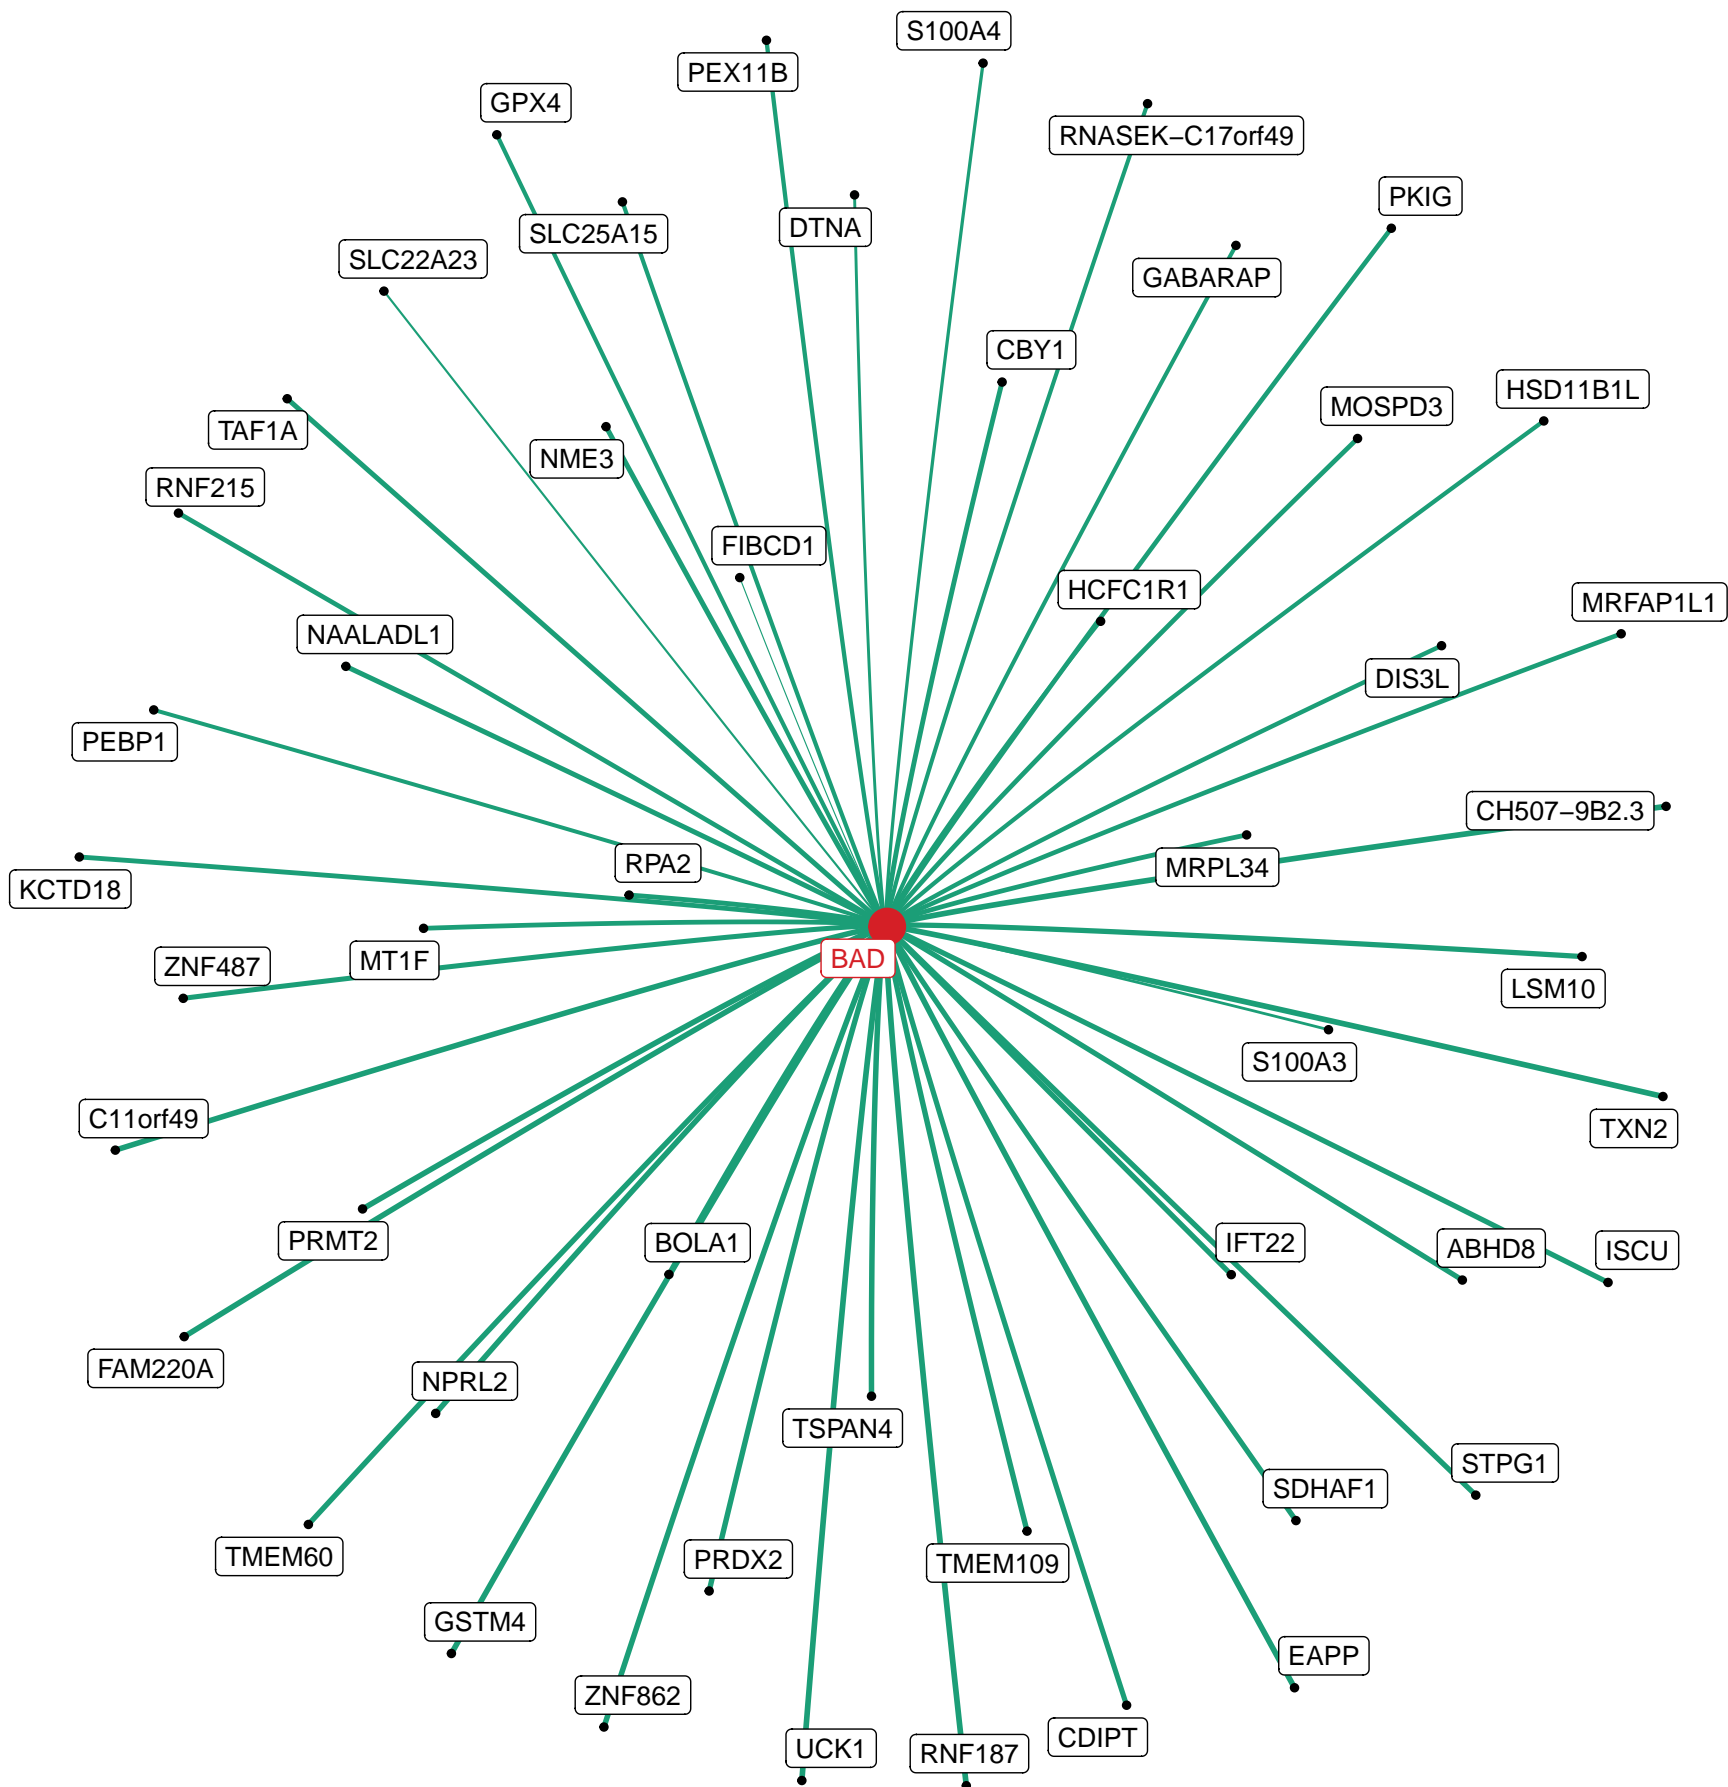 S100A4
PEX11B
GPX4
RNASEK–C17orf49
PKIG
DTNA
SLC25A15
SLC22A23
GABARAP
CBY1
HSD11B1L
MOSPD3
TAF1A
NME3
RNF215
FIBCD1
HCFC1R1
MRFAP1L1
NAALADL1
DIS3L
PEBP1
CH507–9B2.3
RPA2
MRPL34
KCTD18
BAD
MT1F
ZNF487
LSM10
S100A3
C11orf49
TXN2
PRMT2
BOLA1
IFT22
ABHD8
ISCU
FAM220A
NPRL2
TSPAN4
STPG1
SDHAF1
TMEM60
PRDX2
TMEM109
GSTM4
EAPP
ZNF862
CDIPT
UCK1
RNF187